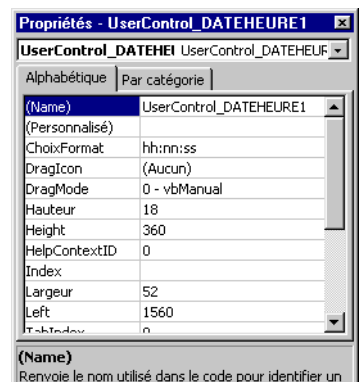 Propriétés - UserControl_DATEHEURE1
UserControl_DATEHEI UserControl_DATEHEUF
Alphabétique Par catégorie
(Name) UserControl_DATEHEURE1
(Personnalisé)
ChoixFormat hh:nn:ss
DragIcon (Aucun)
DragMode 0 - vbManual
Hauteur 18
Height 360
HelpContextID 0
Index
Largeur 52
Left 1560
TabIndex 0
(Name)
Renvoie le nom utilisé dans le code pour identifier un